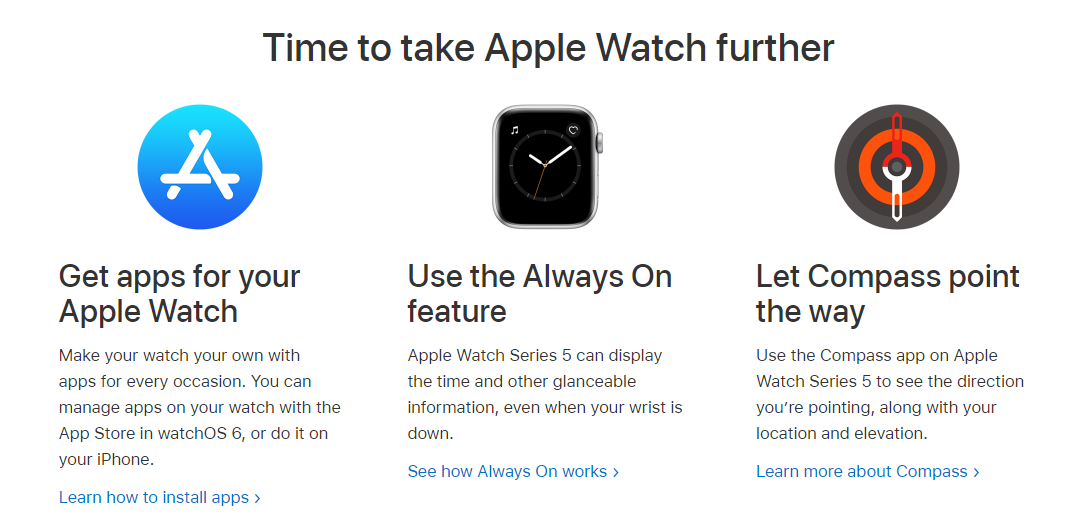 Time to take Apple Watch further
Get apps for your
Apple Watch
Make your watch your own with
apps for every occasion. You can
manage apps on your watch with the
App Store in watchOS 6, or do it on
your iPhone.
Learn how to install apps >
Use the Always On
feature
Apple Watch Series 5 can display
the time and other glanceable
information, even when your wrist is
down.
See how Always On works >
Let Compass point
the way
Use the Compass app on Apple
Watch Series 5 to see the direction
you’re pointing, along with your
location and elevation.
Learn more about Compass >